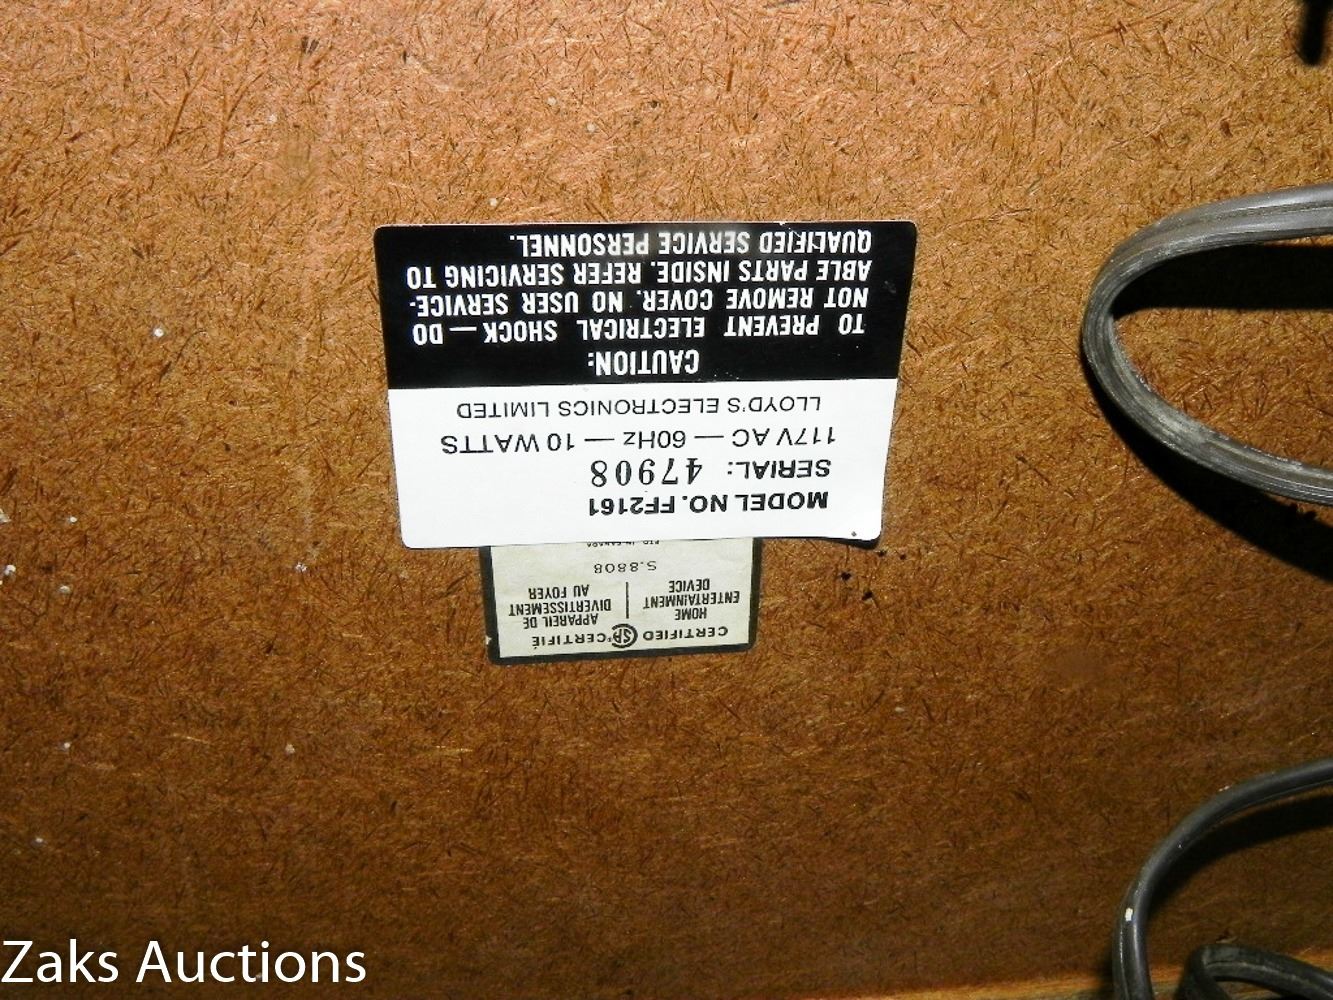 CERTIFIED SA CERTIFIÉ
HOME ENTERTAINMENT DEVICE
APPAREIL DE DIVERTISSEMENT AU FOYER
S.8808
MODEL NO. FF2161
SERIAL: 47908
117V AC — 60Hz — 10 WATTS
LLOYD'S ELECTRONICS LIMITED
CAUTION:
TO PREVENT ELECTRICAL SHOCK — DO
NOT REMOVE COVER. NO USER SERVICE-
ABLE PARTS INSIDE. REFER SERVICING TO
QUALIFIED SERVICE PERSONNEL.
Zaks Auctions